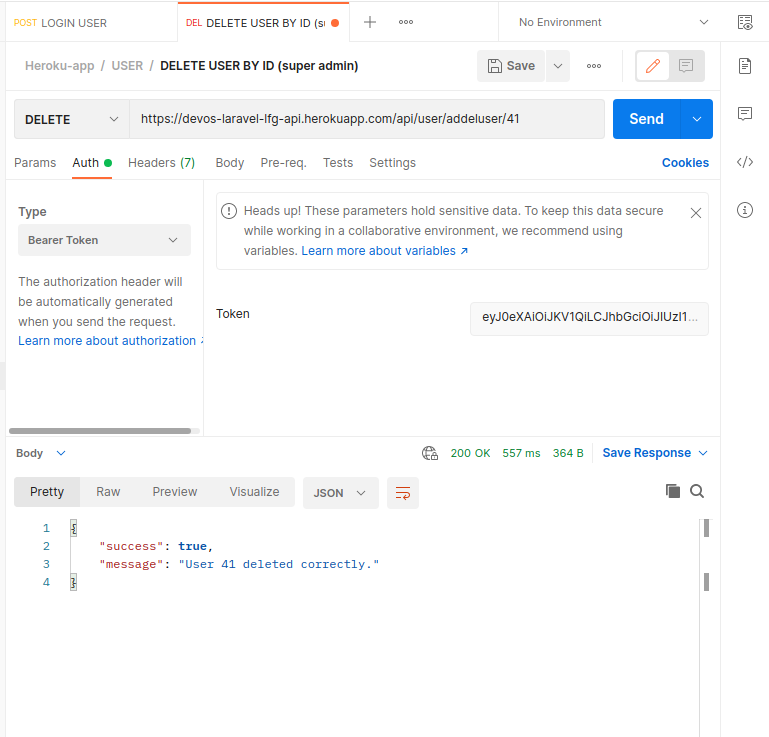 POST LOGIN USER
DEL DELETE USER BY ID (su
No Environment
Heroku-app / USER / DELETE USER BY ID (super admin)
Save
DELETE
https://devos-laravel-lfg-api.herokuapp.com/api/user/addeluser/41
Send
Params Auth Headers (7) Body Pre-req. Tests Settings Cookies
Type
Bearer Token
The authorization header will
be automatically generated
when you send the request.
Learn more about authorization
Heads up! These parameters hold sensitive data. To keep this data secure
while working in a collaborative environment, we recommend using
variables. Learn more about variables ↗
Token
eyJ0eXAiOiJKV1QiLCJhbGciOiJIUzI1...
Body
200 OK 557 ms 364 B Save Response
Pretty Raw Preview Visualize JSON
1 {
2 "success": true,
3 "message": "User 41 deleted correctly."
4 }